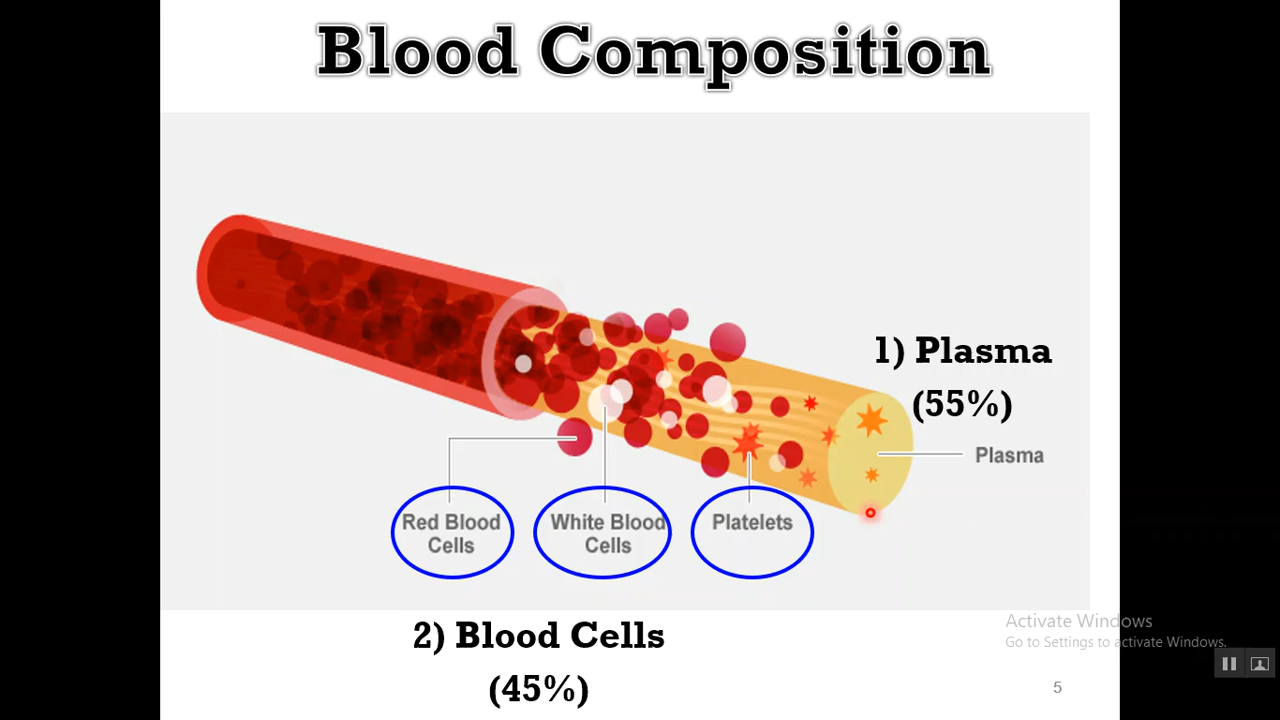 Blood Composition
1) Plasma
(55%)
Plasma
Red Blood
Cells
White Blood
Cells
Platelets
2) Blood Cells
(45%)
Activate Windows
Go to Settings to activate Windows.
5